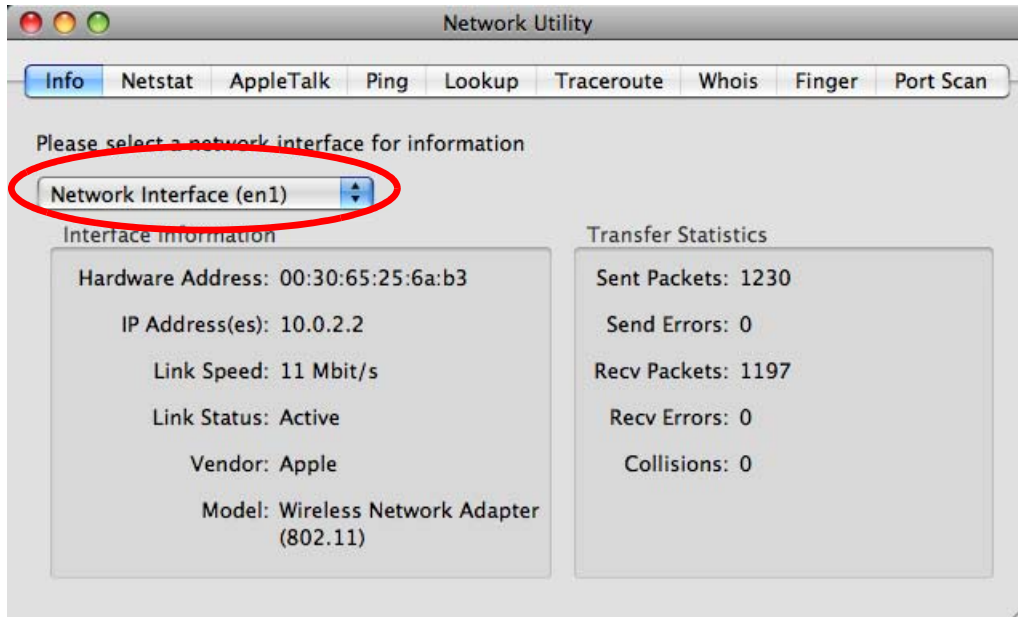 Network Utility
Info Netstat AppleTalk Ping Lookup Traceroute Whois Finger Port Scan
Please select a network interface for information
Network Interface (en1)
Interface Information
Hardware Address: 00:30:65:25:6a:b3
IP Address(es): 10.0.2.2
Link Speed: 11 Mbit/s
Link Status: Active
Vendor: Apple
Model: Wireless Network Adapter
(802.11)
Transfer Statistics
Sent Packets: 1230
Send Errors: 0
Recv Packets: 1197
Recv Errors: 0
Collisions: 0